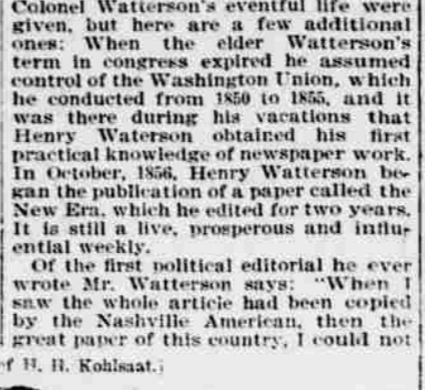 Colonel Watterson's eventful life were
given, but here are a few additional
ones: When the elder Watterson's
term in congress expired he assumed
control of the Washington Union, which
he conducted from 1850 to 1855, and it
was there during his vacations that
Henry Waterson obtained his first
practical knowledge of newspaper work.
In October, 1856, Henry Watterson be-
gan the publication of a paper called the
New Era, which he edited for two years.
It is still a live, prosperous and influ-
ential weekly.
Of the first political editorial he ever
wrote Mr. Watterson says: "When I
saw the whole article had been copied
by the Nashville American, then the
great paper of this country, I could not
of H. H. Kohlsaat.